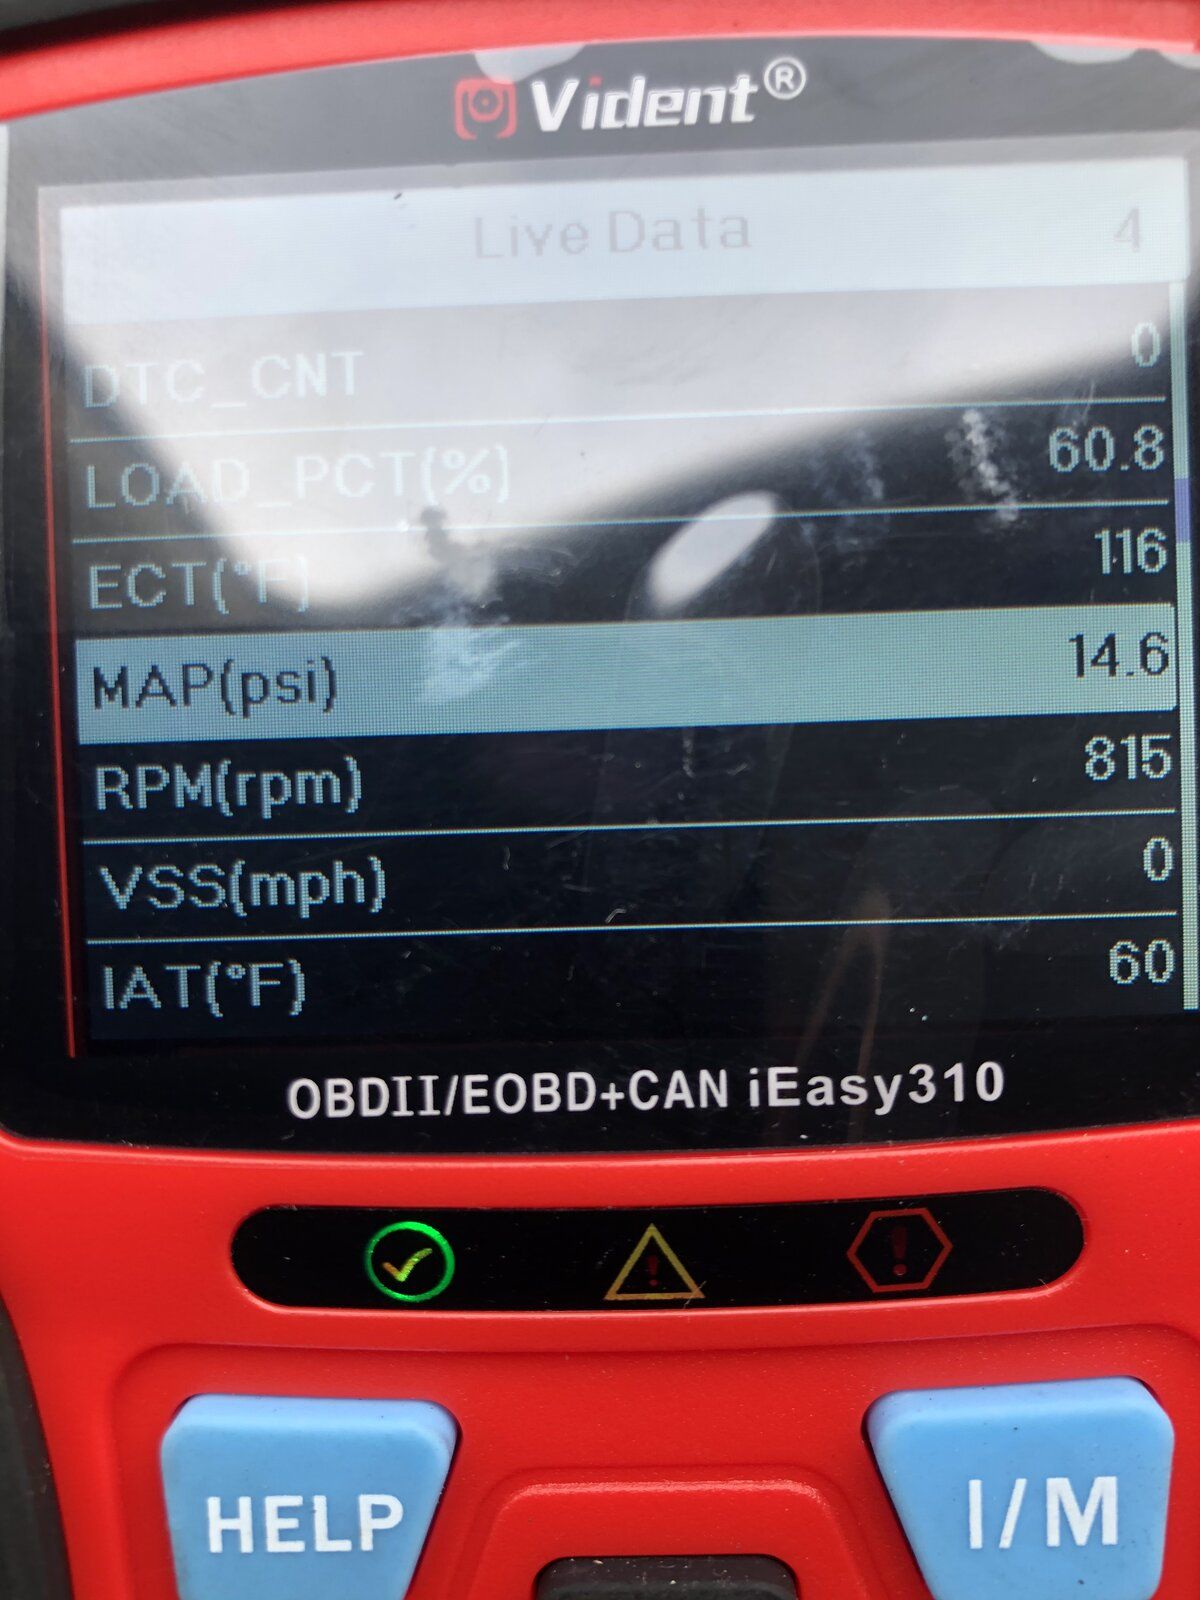 Vident®
Live Data 4
DTC_CNT 0
LOAD_PCT(%) 60.8
ECT(°F) 116
MAP(psi) 14.6
RPM(rpm) 815
VSS(mph) 0
IAT(°F) 60
OBDII/EOBD+CAN iEasy310
HELP I/M